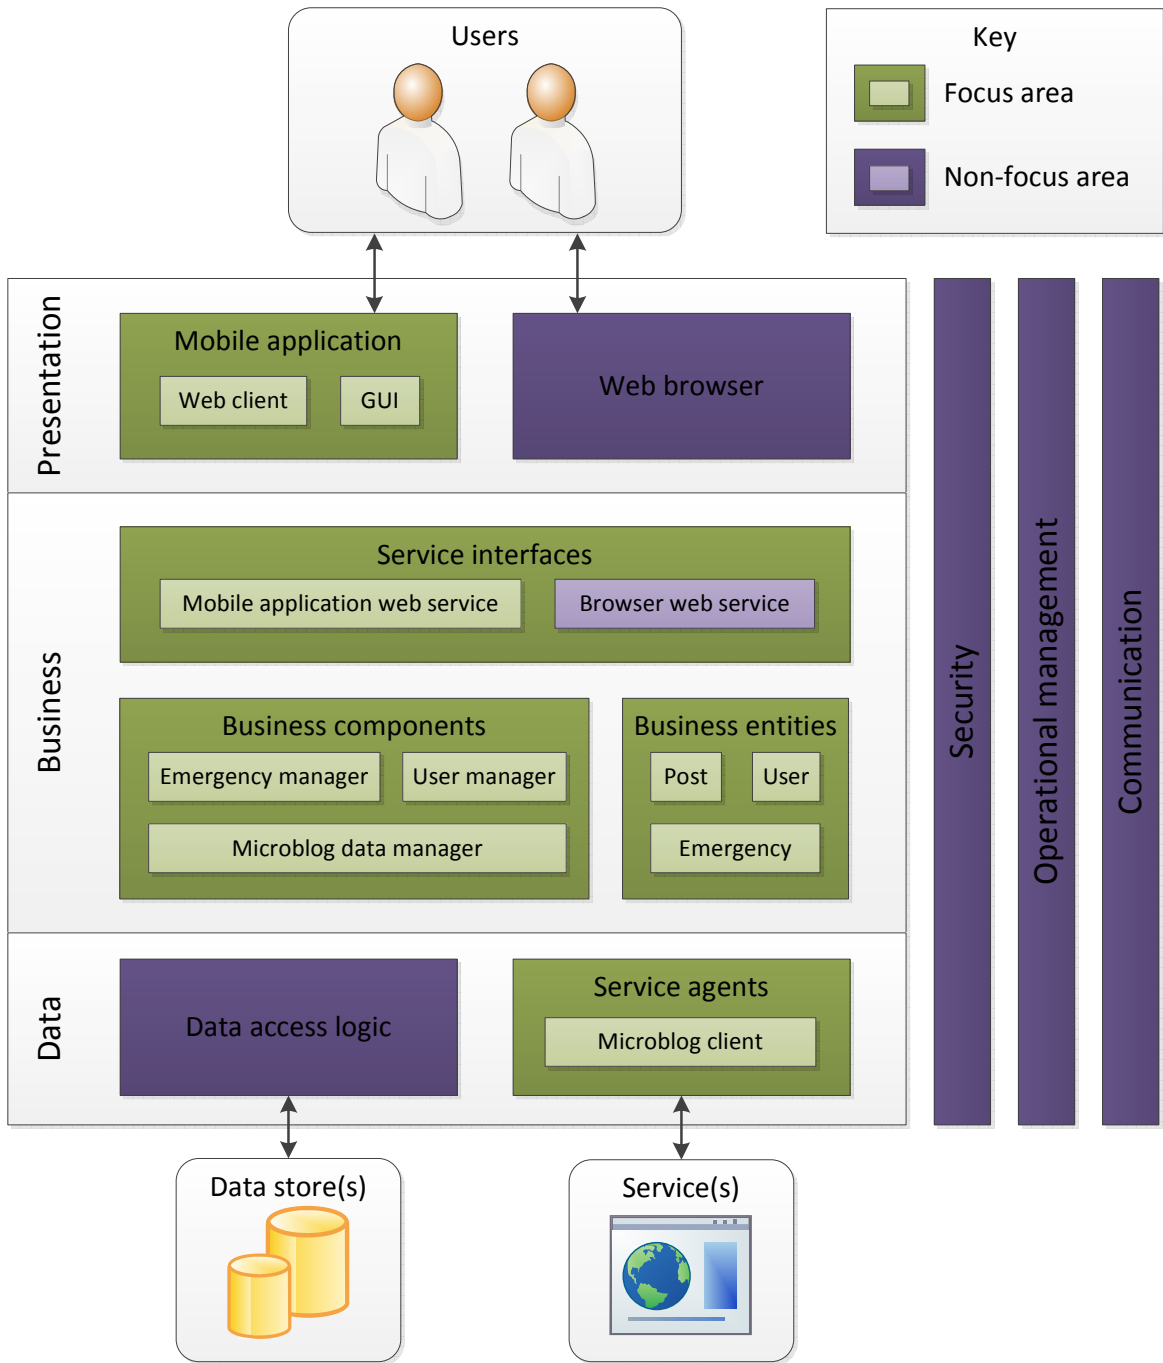 Users
Key
Focus area
Non-focus area
Presentation
Mobile application
Web client
GUI
Web browser
Business
Service interfaces
Mobile application web service
Browser web service
Business components
Emergency manager
User manager
Microblog data manager
Business entities
Post
User
Emergency
Data
Data access logic
Service agents
Microblog client
Security
Operational management
Communication
Data store(s)
Service(s)